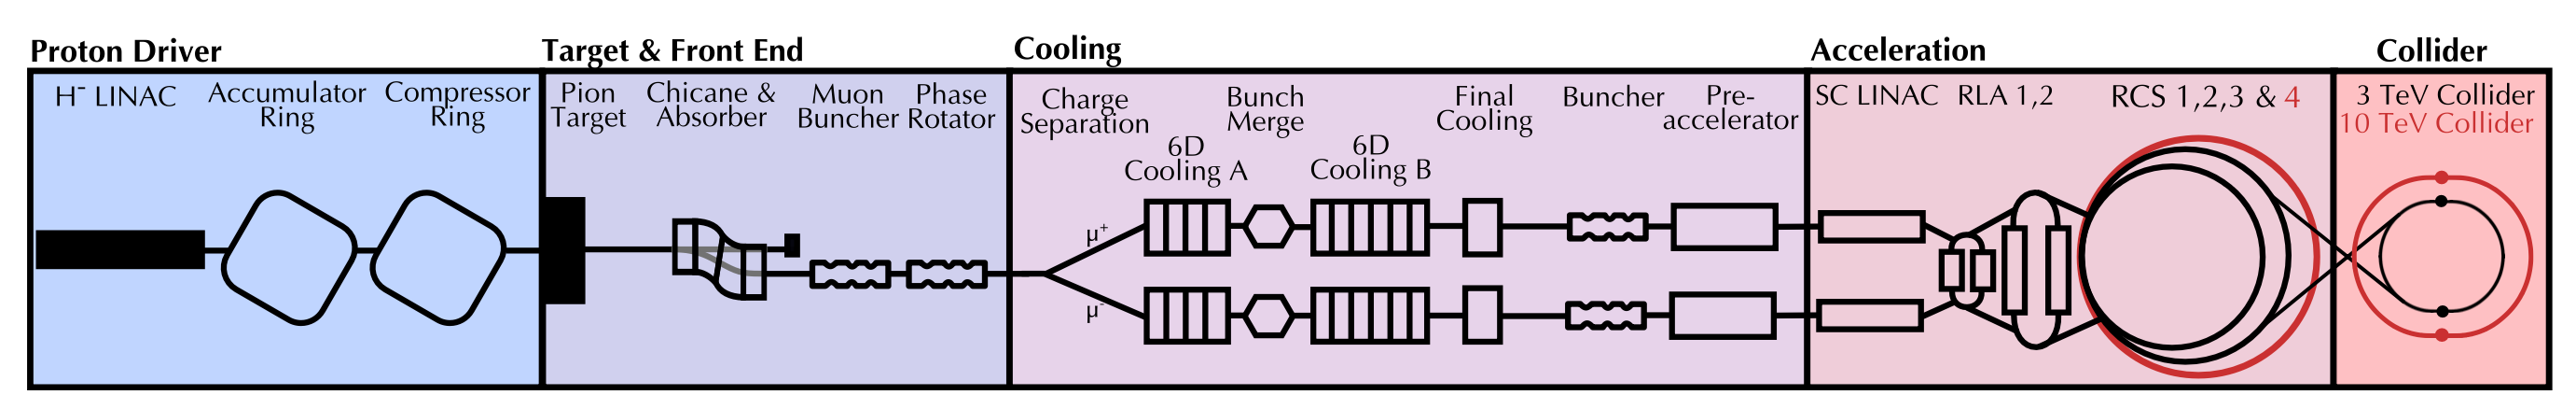 Proton Driver
H⁻ LINAC
Accumulator
Ring
Compressor
Ring
Target & Front End
Pion
Target
Chicane &
Absorber
Muon
Buncher
Phase
Rotator
Cooling
Charge
Separation
6D
Cooling A
Bunch
Merge
6D
Cooling B
Final
Cooling
Buncher
Pre-
accelerator
μ⁺
μ⁻
Acceleration
SC LINAC
RLA 1,2
RCS 1,2,3 & 4
Collider
3 TeV Collider
10 TeV Collider